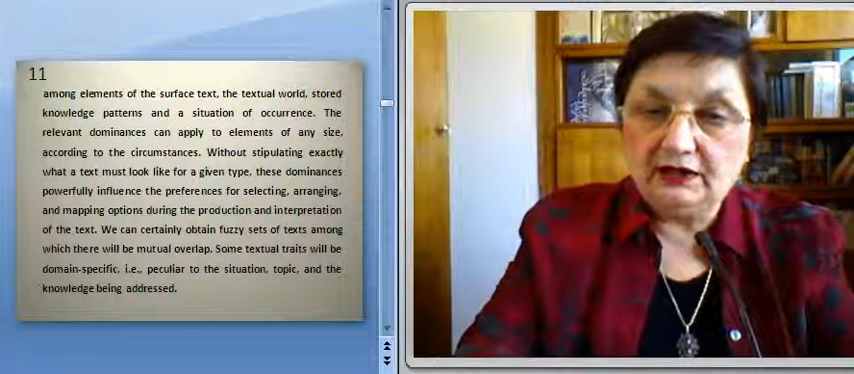 11
among elements of the surface text, the textual world, stored
knowledge patterns and a situation of occurrence. The
relevant dominances can apply to elements of any size,
according to the circumstances. Without stipulating exactly
what a text must look like for a given type, these dominances
powerfully influence the preferences for selecting, arranging,
and mapping options during the production and interpretation
of the text. We can certainly obtain fuzzy sets of texts among
which there will be mutual overlap. Some textual traits will be
domain-specific, i.e., peculiar to the situation, topic, and the
knowledge being addressed.